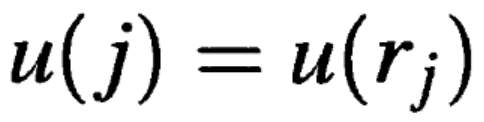 u(j) = u(r_j)